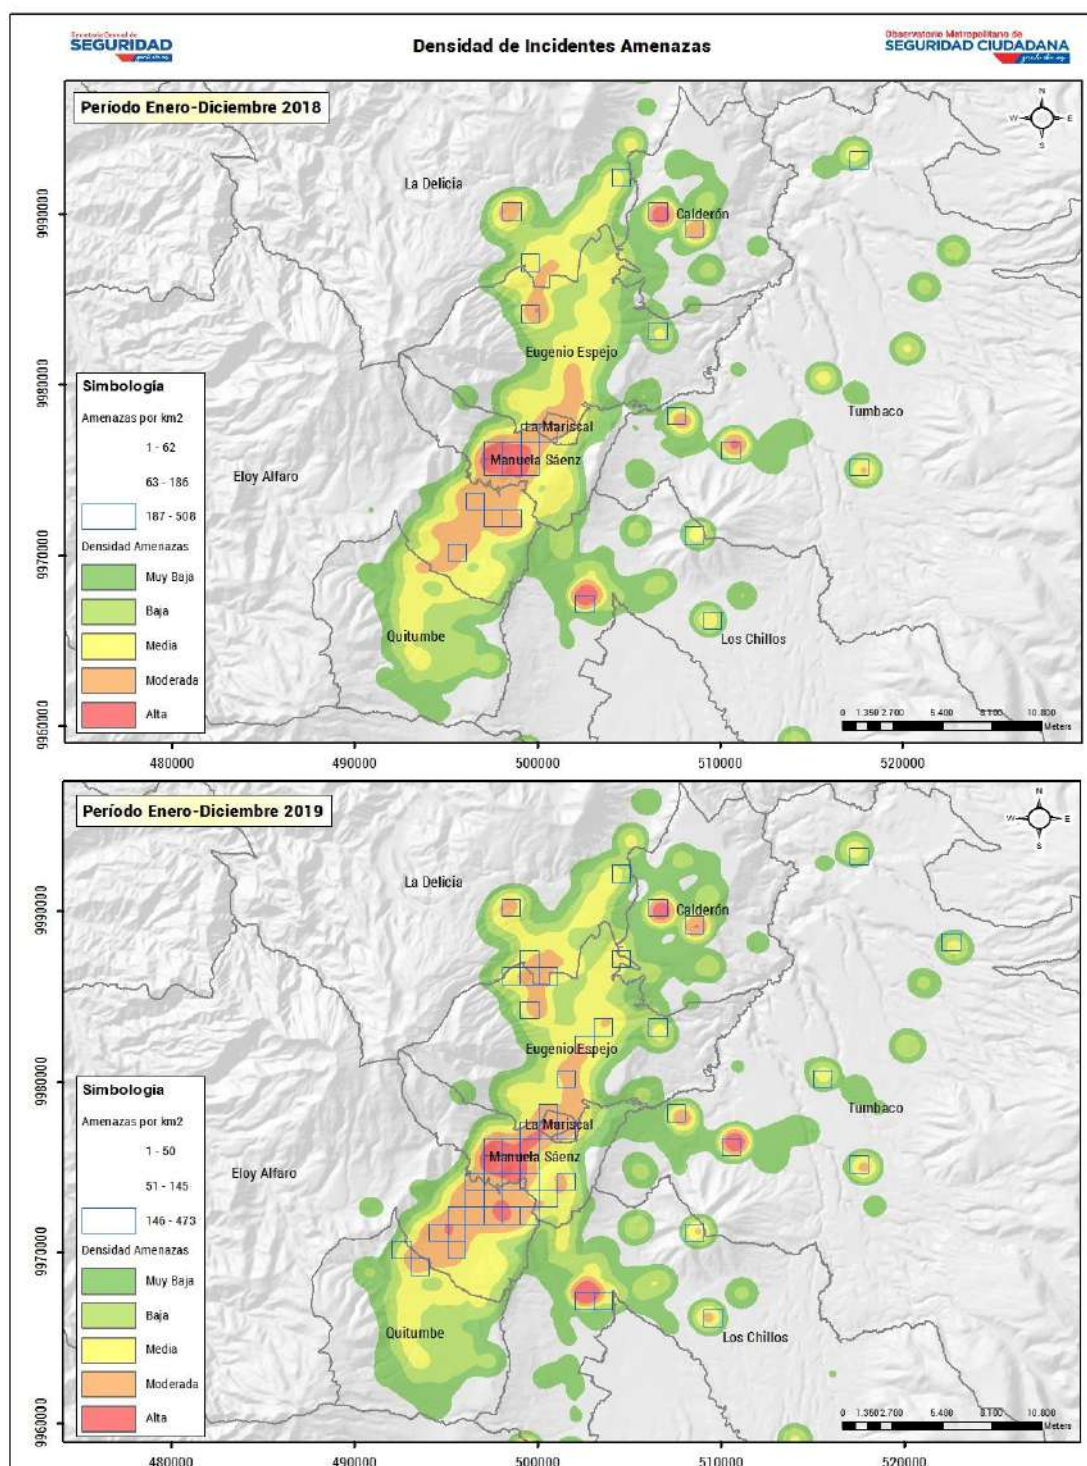 Secretaría General de
SEGURIDAD
Densidad de Incidentes Amenazas
Observatorio Metropolitano de
SEGURIDAD CIUDADANA
Período Enero-Diciembre 2018
N
W E
S
La Delicia
Calderón
Eugenio Espejo
La Mariscal
Manuela Sáenz
Eloy Alfaro
Tumbaco
Quitumbe
Los Chillos
9990000
9980000
9970000
9960000
Simbología
Amenazas por km2
1 - 62
63 - 186
187 - 508
Densidad Amenazas
Muy Baja
Baja
Media
Moderada
Alta
0 1.350 2.700 5.400 8.100 10.800
Meters
480000 490000 500000 510000 520000
Período Enero-Diciembre 2019
N
W E
S
La Delicia
Calderón
Eugenio Espejo
La Mariscal
Manuela Sáenz
Eloy Alfaro
Tumbaco
Quitumbe
Los Chillos
9990000
9980000
9970000
9960000
Simbología
Amenazas por km2
1 - 50
51 - 145
146 - 473
Densidad Amenazas
Muy Baja
Baja
Media
Moderada
Alta
0 1.350 2.700 5.400 8.100 10.800
Meters
480000 490000 500000 510000 520000